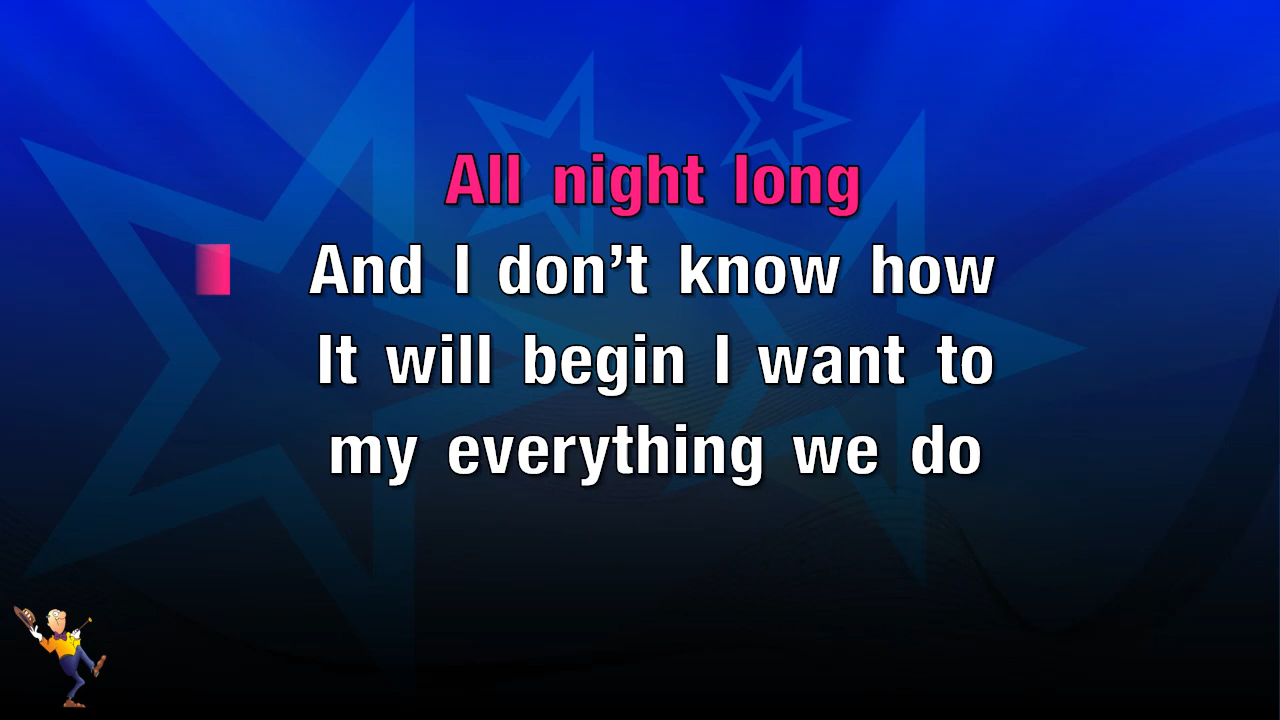 All night long
And I don’t know how
It will begin I want to
my everything we do